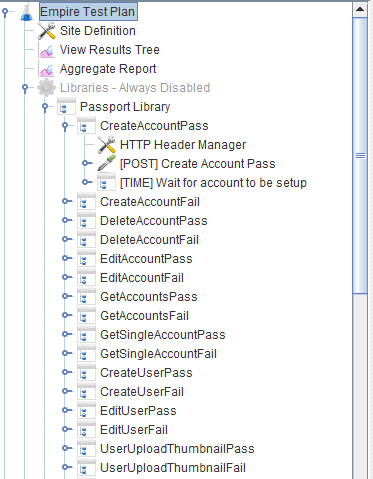 Empire Test Plan
Site Definition
View Results Tree
Aggregate Report
Libraries - Always Disabled
Passport Library
CreateAccountPass
HTTP Header Manager
[POST] Create Account Pass
[TIME] Wait for account to be setup
CreateAccountFail
DeleteAccountPass
DeleteAccountFail
EditAccountPass
EditAccountFail
GetAccountsPass
GetAccountsFail
GetSingleAccountPass
GetSingleAccountFail
CreateUserPass
CreateUserFail
EditUserPass
EditUserFail
UserUploadThumbnailPass
UserUploadThumbnailFail